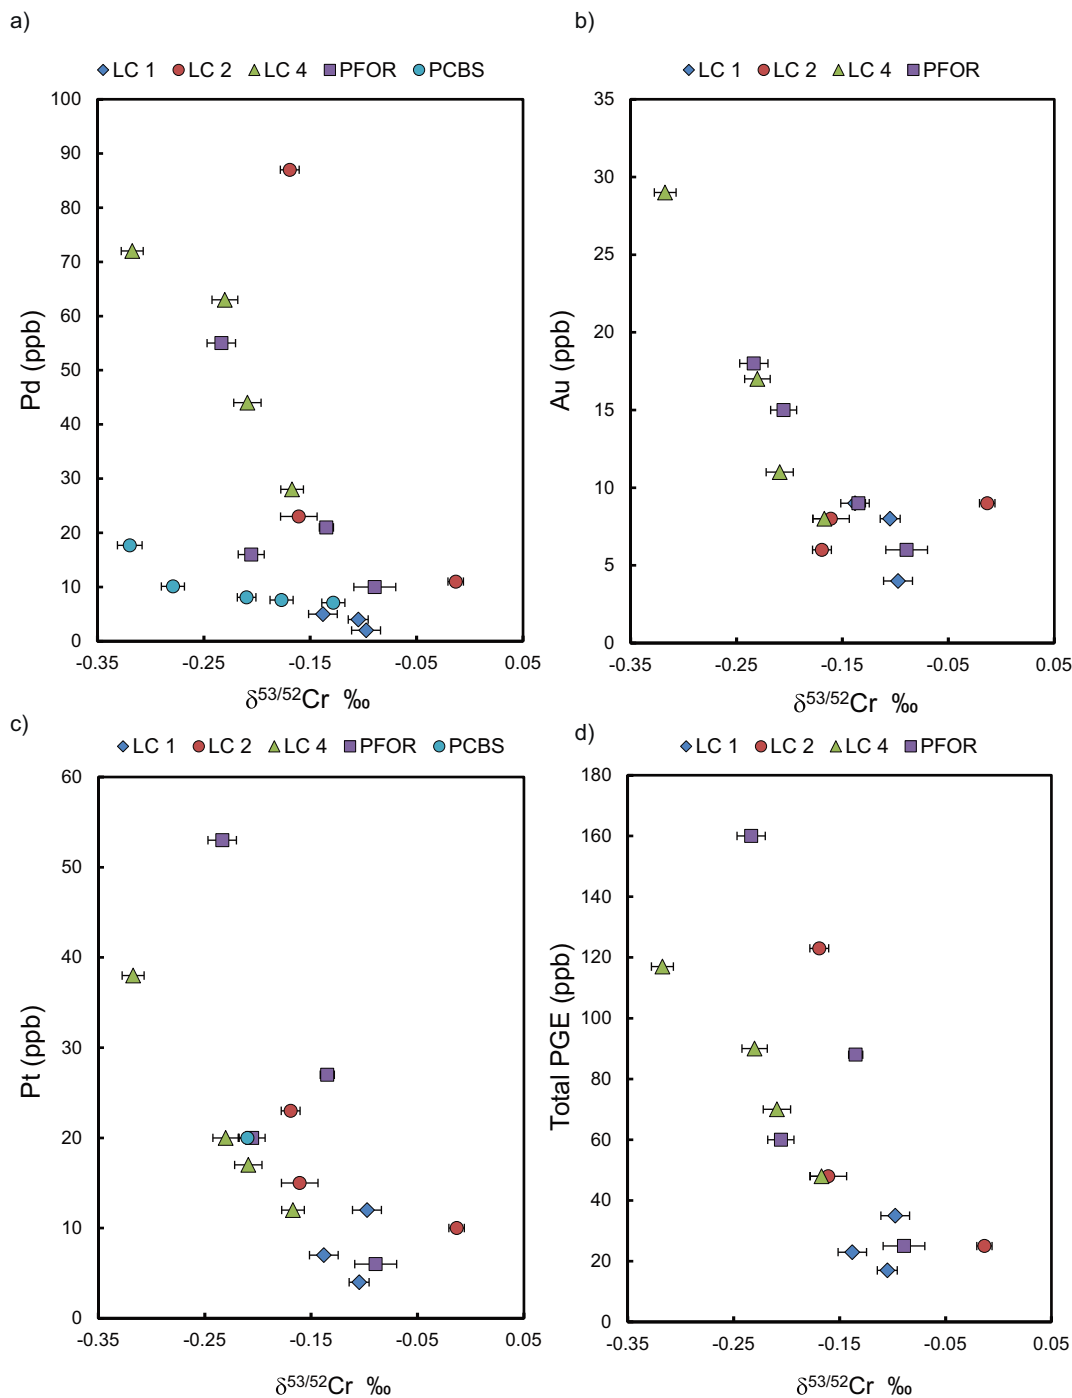 a)
LC 1 LC 2 LC 4 PFOR PCBS
100
90
80
70
60
50
40
30
20
10
0
Pd (ppb)
-0.35 -0.25 -0.15 -0.05 0.05
δ53/52Cr ‰
b)
LC 1 LC 2 LC 4 PFOR
35
30
25
20
15
10
5
0
Au (ppb)
-0.35 -0.25 -0.15 -0.05 0.05
δ53/52Cr ‰
c)
LC 1 LC 2 LC 4 PFOR PCBS
60
50
40
30
20
10
0
Pt (ppb)
-0.35 -0.25 -0.15 -0.05 0.05
δ53/52Cr ‰
d)
LC 1 LC 2 LC 4 PFOR
180
160
140
120
100
80
60
40
20
0
Total PGE (ppb)
-0.35 -0.25 -0.15 -0.05 0.05
δ53/52Cr ‰